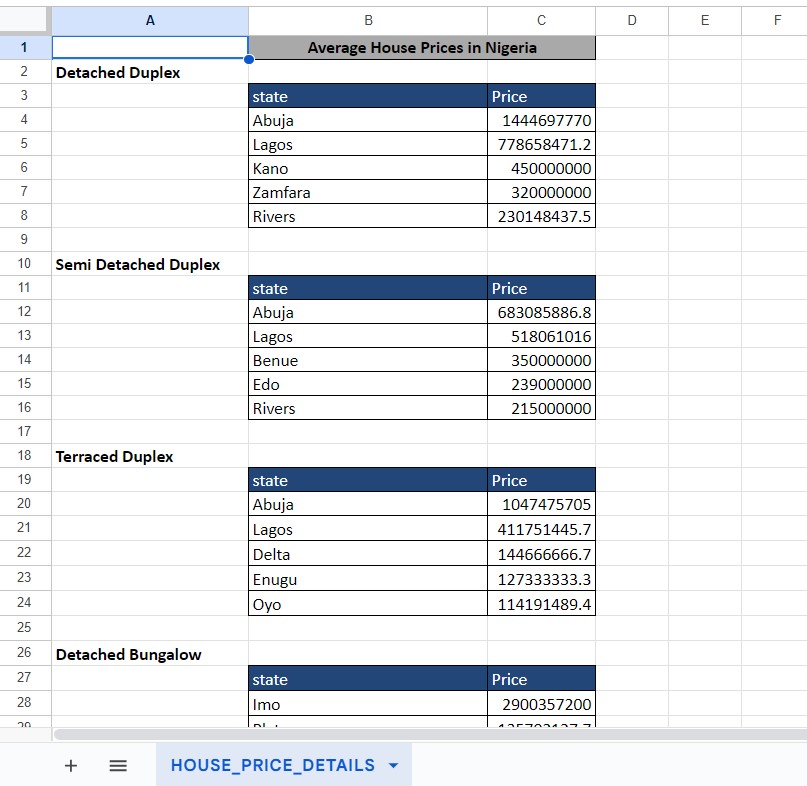 A B C D E F
1 Average House Prices in Nigeria
2 Detached Duplex
3 state Price
4 Abuja 1444697770
5 Lagos 778658471.2
6 Kano 450000000
7 Zamfara 320000000
8 Rivers 230148437.5
9
10 Semi Detached Duplex
11 state Price
12 Abuja 683085886.8
13 Lagos 518061016
14 Benue 350000000
15 Edo 239000000
16 Rivers 215000000
17
18 Terraced Duplex
19 state Price
20 Abuja 1047475705
21 Lagos 411751445.7
22 Delta 144666666.7
23 Enugu 127333333.3
24 Oyo 114191489.4
25
26 Detached Bungalow
27 state Price
28 Imo 2900357200
29
HOUSE_PRICE_DETAILS